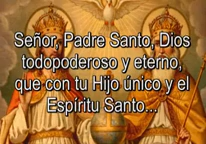 Señor, Padre Santo, Dios
todopoderoso y eterno,
que con tu Hijo único y el
Espíritu Santo...